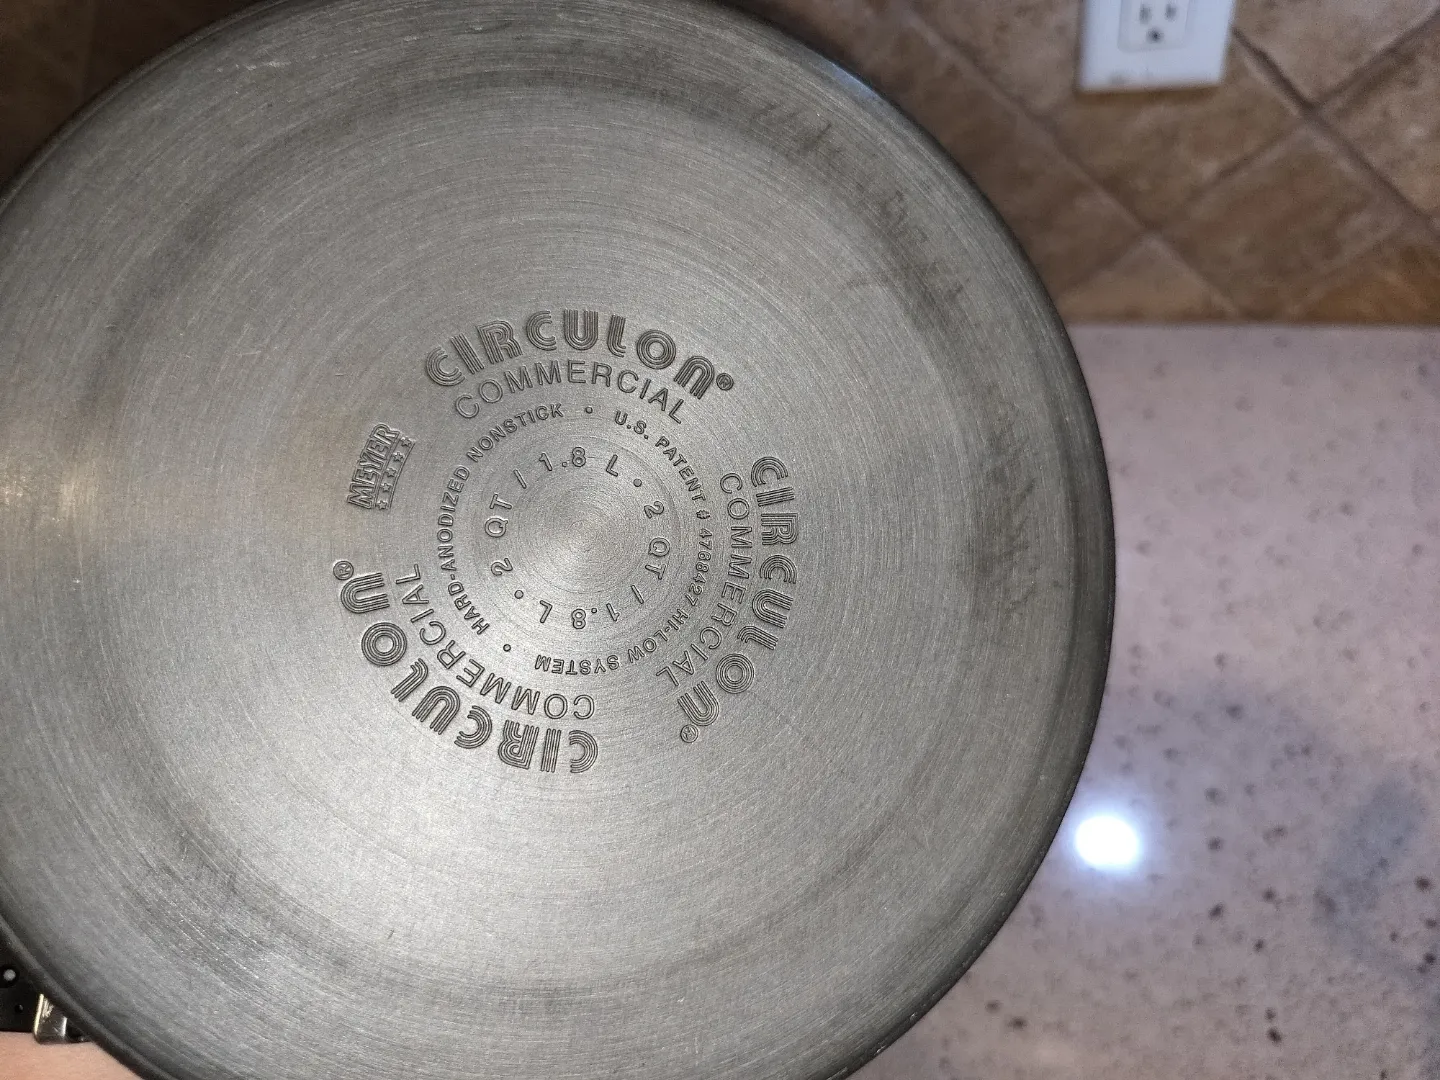 CIRCULON®
COMMERCIAL
CIRCULON®
COMMERCIAL
CIRCULON®
COMMERCIAL
MEYER
HARD-ANODIZED NONSTICK • U.S. PATENT # 4768427 HI-LOW SYSTEM •
2 QT / 1.8 L • 2 QT / 1.8 L •